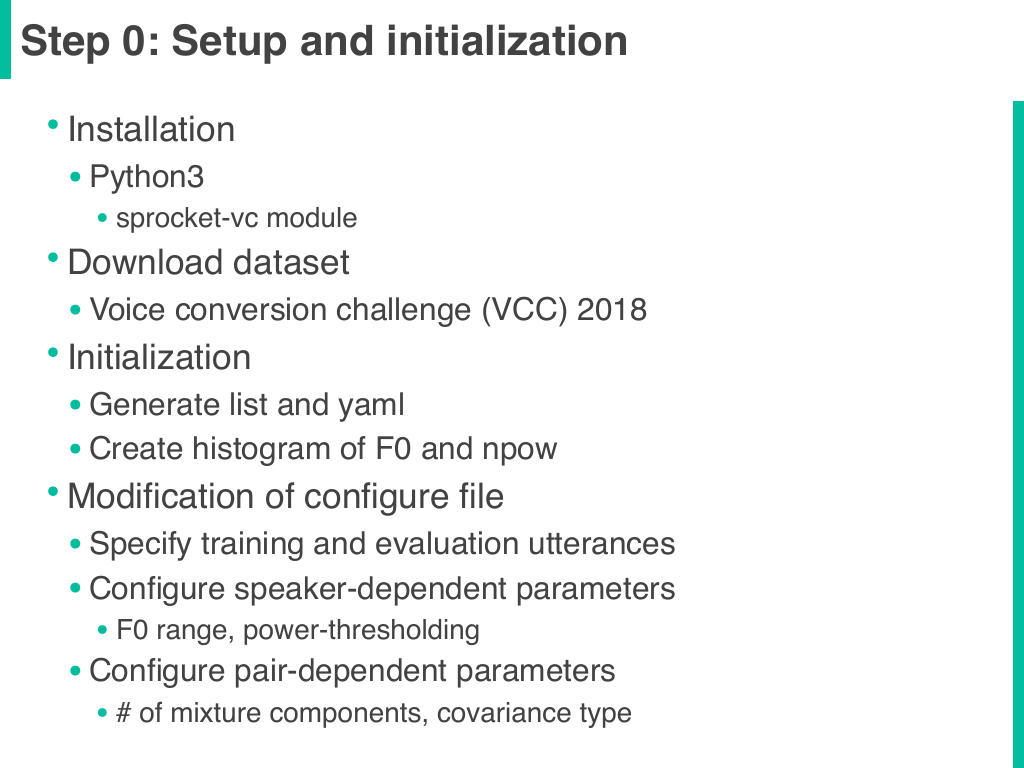 Step 0: Setup and initialization
• Installation
• Python3
• sprocket-vc module
• Download dataset
• Voice conversion challenge (VCC) 2018
• Initialization
• Generate list and yaml
• Create histogram of F0 and npow
• Modification of configure file
• Specify training and evaluation utterances
• Configure speaker-dependent parameters
• F0 range, power-thresholding
• Configure pair-dependent parameters
• # of mixture components, covariance type